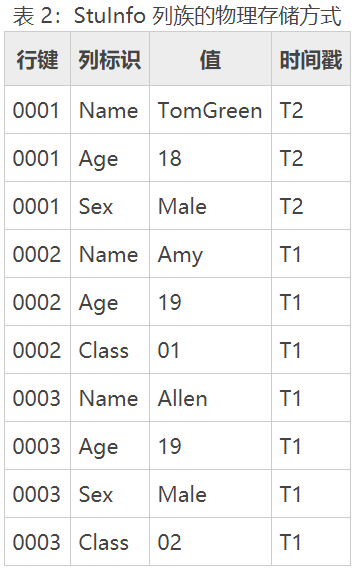 表 2：StuInfo 列族的物理存储方式
行键 列标识 值 时间戳
0001 Name TomGreen T2
0001 Age 18 T2
0001 Sex Male T2
0002 Name Amy T1
0002 Age 19 T1
0002 Class 01 T1
0003 Name Allen T1
0003 Age 19 T1
0003 Sex Male T1
0003 Class 02 T1